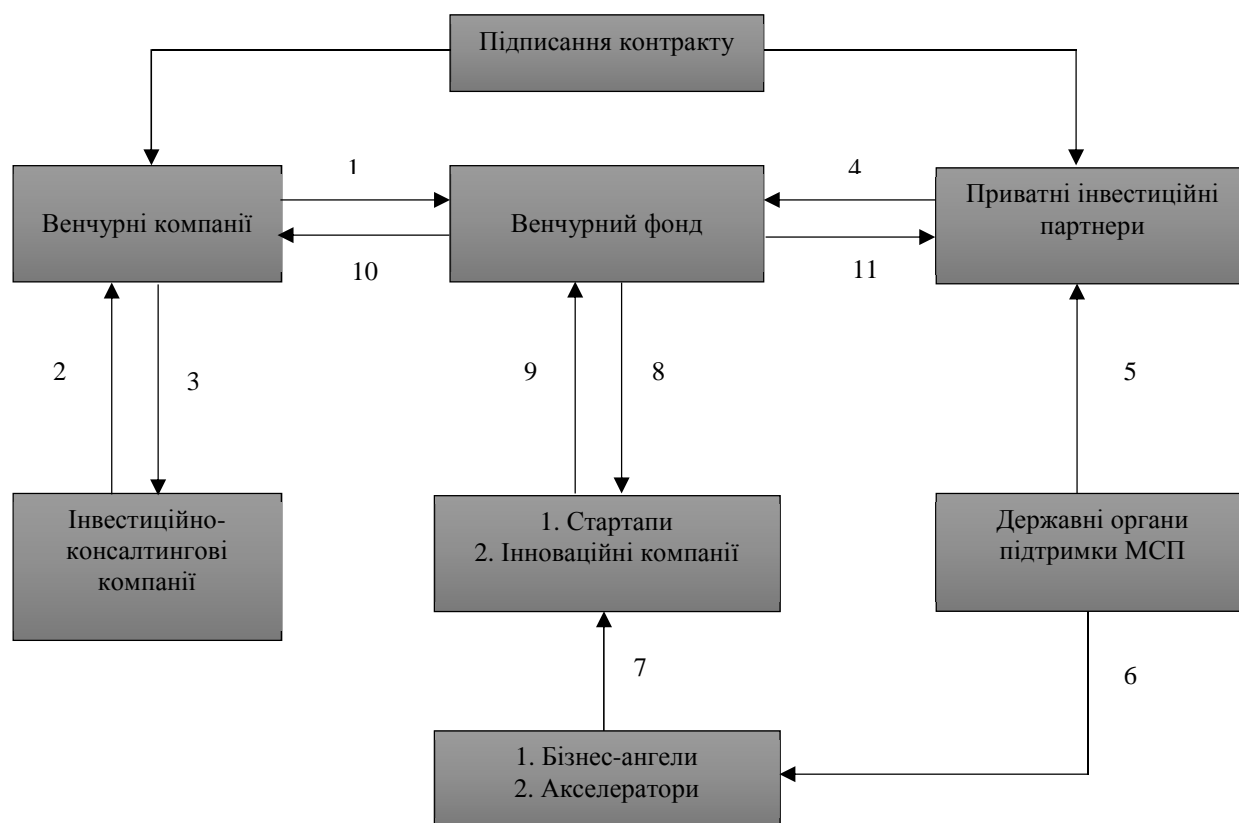 Підписання контракту
1
4
Венчурні компанії
Венчурний фонд
Приватні інвестиційні
партнери
10
11
2
3
9
8
5
Інвестиційно-
консалтингові
компанії
1. Стартапи
2. Інноваційні компанії
Державні органи
підтримки МСП
7
6
1. Бізнес-ангели
2. Акселератори